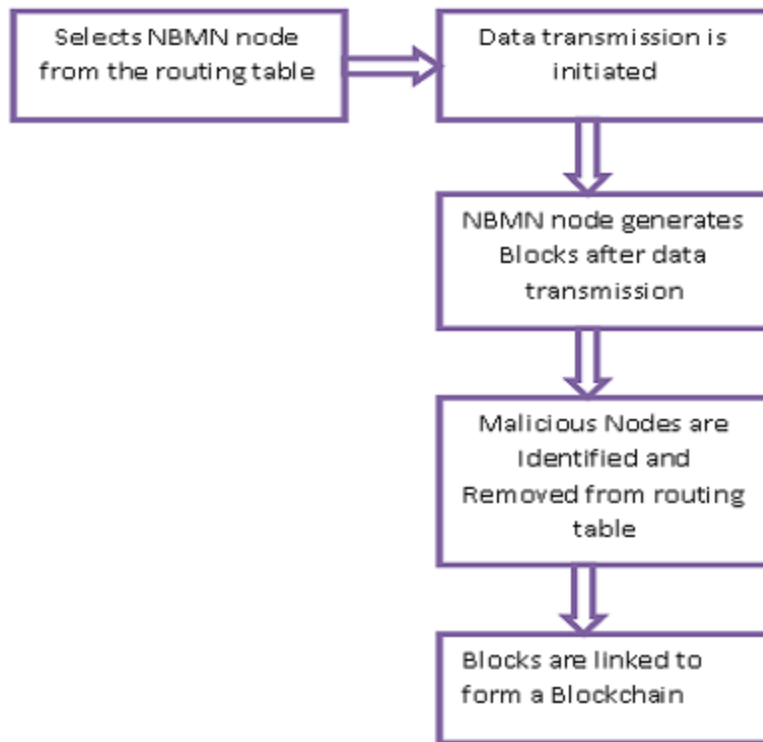 Selects NBMN node
from the routing table
Data transmission is
initiated
NBMN node generates
Blocks after data
transmission
Malicious Nodes are
Identified and
Removed from routing
table
Blocks are linked to
form a Blockchain